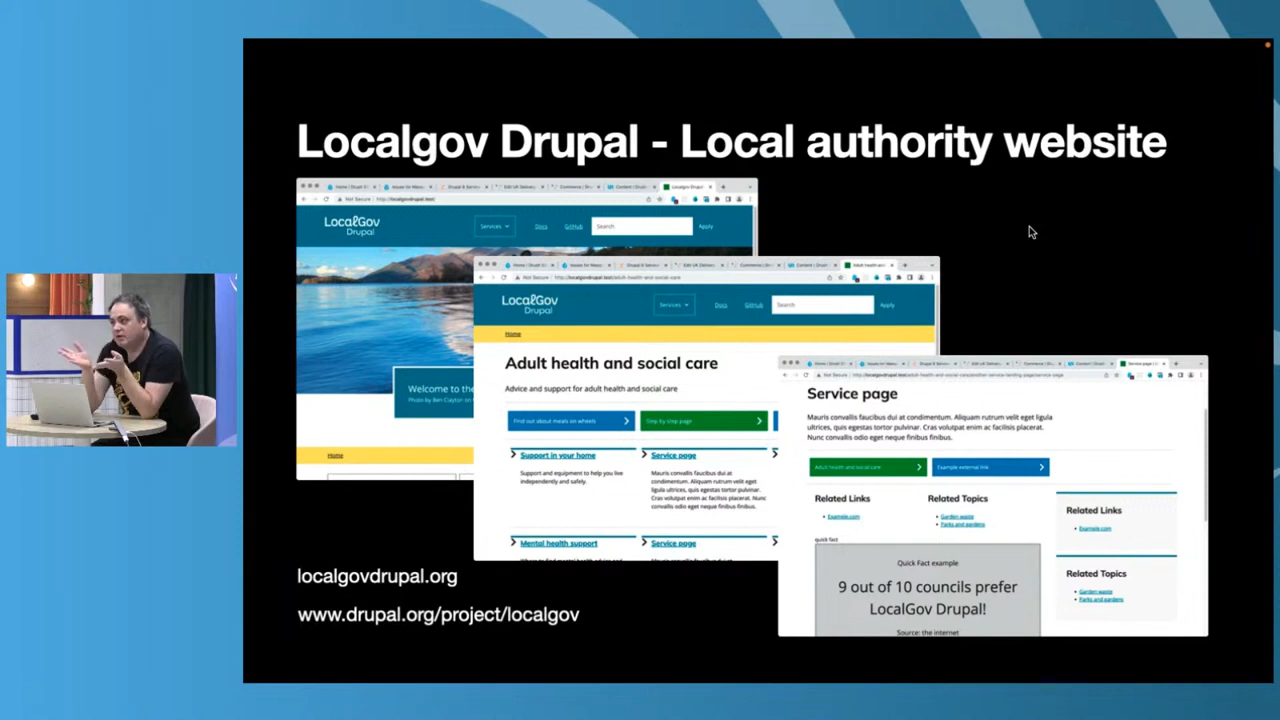 Localgov Drupal - Local authority website
LocalGov
Drupal
Services
Docs
GitHub
Search
Apply
Welcome to the
Home
LocalGov
Drupal
Services
Docs
GitHub
Search
Apply
Home
Adult health and social care
Advice and support for adult health and social care
Find out about meals on wheels
Step by step page
Support in your home
Support and equipment to help you live
independently and safely.
Service page
Mauris convallis faucibus dui at
condimentum. Aliquam rutrum velit et
ligula ultrices, quis egestas tortor pulvinar.
Cras volutpat enim ac facilisis placerat.
Nunc convallis odio eget neque finibus
finibus.
Mental health support
Service page
Service page
Mauris convallis faucibus dui at condimentum. Aliquam rutrum velit et ligula
ultrices, quis egestas tortor pulvinar. Cras volutpat enim ac facilisis placerat.
Nunc convallis odio eget neque finibus finibus.
Adult health and social care
Example external link
Related Links
Example.com
Related Topics
Garden waste
Parks and gardens
Related Links
Example.com
Related Topics
Garden waste
Parks and gardens
quick fact
Quick Fact example
9 out of 10 councils prefer
LocalGov Drupal!
Source: the internet
localgovdrupal.org
www.drupal.org/project/localgov